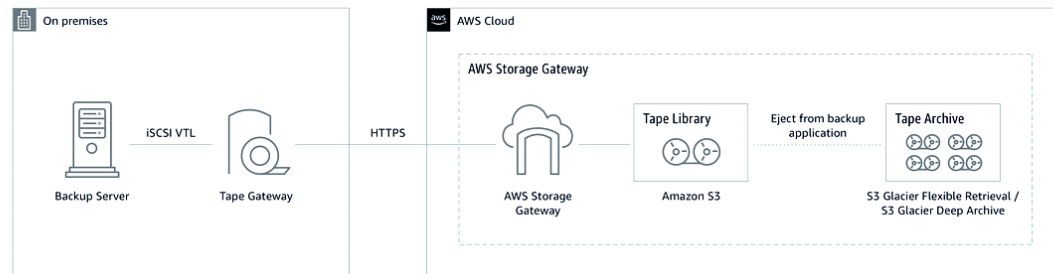 On premises
aws
AWS Cloud
AWS Storage Gateway
iSCSI VTL
HTTPS
Tape Library
Eject from backup
application
Tape Archive
Backup Server
Tape Gateway
AWS Storage
Gateway
Amazon S3
S3 Glacier Flexible Retrieval /
S3 Glacier Deep Archive